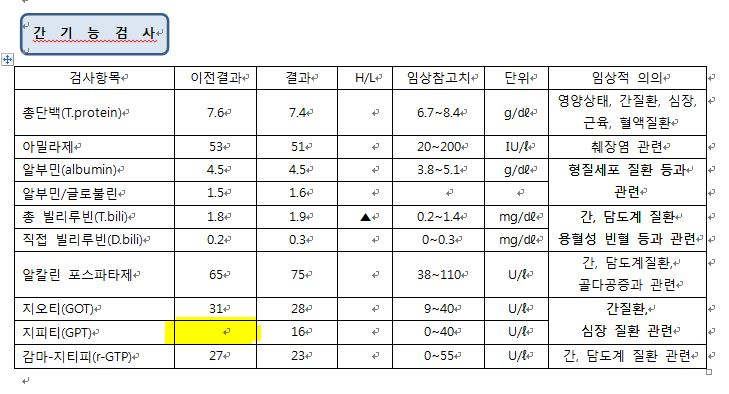 간 기 능 검 사
검사항목 이전결과 결과 H/L 임상참고치 단위 임상적 의의
총단백(T.protein) 7.6 7.4 6.7~8.4 g/dℓ 영양상태, 간질환, 심장,
근육, 혈액질환
아밀라제 53 51 20~200 IU/ℓ 췌장염 관련
알부민(albumin) 4.5 4.5 3.8~5.1 g/dℓ 형질세포 질환 등과
알부민/글로불린 1.5 1.6 관련
총 빌리루빈(T.bili) 1.8 1.9 ▲ 0.2~1.4 mg/dℓ 간, 담도계 질환
직접 빌리루빈(D.bili) 0.2 0.3 0~0.3 mg/dℓ 용혈성 빈혈 등과 관련
알칼린 포스파타제 65 75 38~110 U/ℓ 간, 담도계질환,
골다공증과 관련
지오티(GOT) 31 28 9~40 U/ℓ 간질환,
지피티(GPT) 16 0~40 U/ℓ 심장 질환 관련
감마-지티피(r-GTP) 27 23 0~55 U/ℓ 간, 담도계 질환 관련